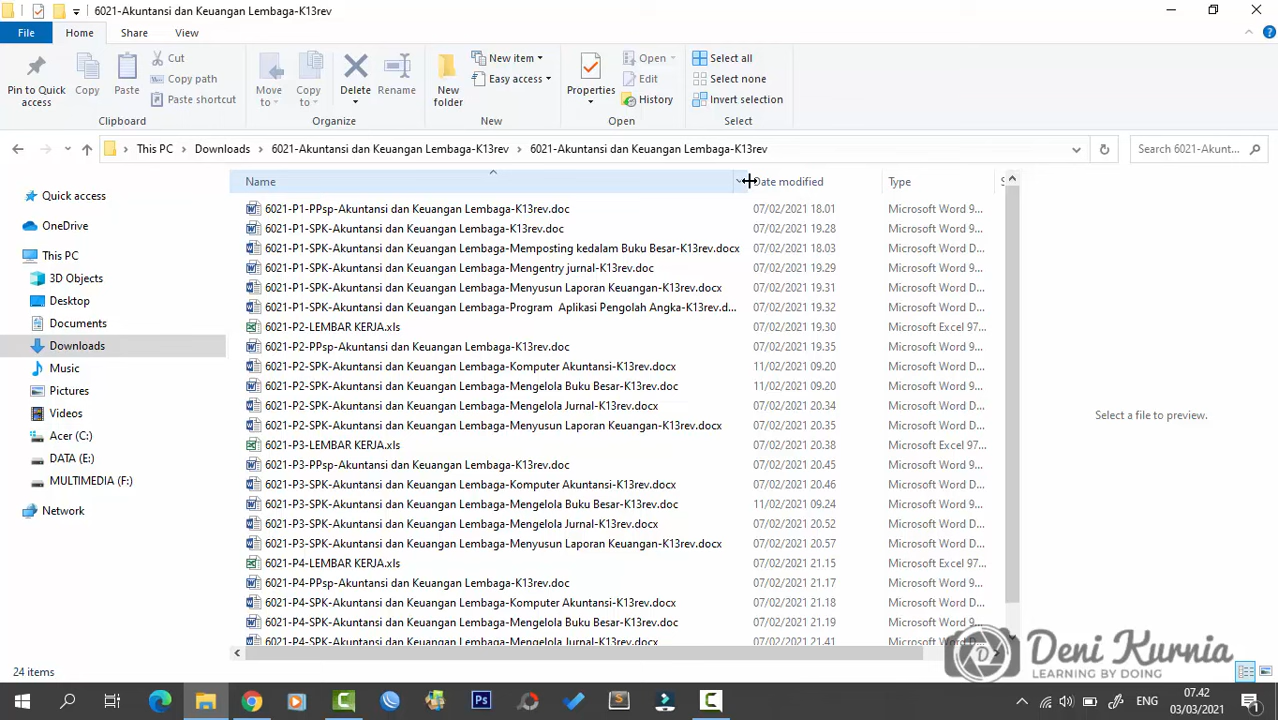 6021-Akuntansi dan Keuangan Lembaga-K13rev
File Home Share View
Pin to Quick access
Copy
Paste
Cut
Copy path
Paste shortcut
Clipboard
Move to
Copy to
Delete
Rename
Organize
New folder
New item
Easy access
New
Properties
Open
Edit
History
Open
Select all
Select none
Invert selection
Select
This PC > Downloads > 6021-Akuntansi dan Keuangan Lembaga-K13rev > 6021-Akuntansi dan Keuangan Lembaga-K13rev
Search 6021-Akunt...
Quick access
OneDrive
This PC
3D Objects
Desktop
Documents
Downloads
Music
Pictures
Videos
Acer (C:)
DATA (E:)
MULTIMEDIA (F:)
Network
Name Date modified Type S
6021-P1-PPsp-Akuntansi dan Keuangan Lembaga-K13rev.doc 07/02/2021 18.01 Microsoft Word 9...
6021-P1-SPK-Akuntansi dan Keuangan Lembaga-K13rev.doc 07/02/2021 19.28 Microsoft Word 9...
6021-P1-SPK-Akuntansi dan Keuangan Lembaga-Memposting kedalam Buku Besar-K13rev.docx 07/02/2021 18.03 Microsoft Word D...
6021-P1-SPK-Akuntansi dan Keuangan Lembaga-Mengentry jurnal-K13rev.doc 07/02/2021 19.29 Microsoft Word 9...
6021-P1-SPK-Akuntansi dan Keuangan Lembaga-Menyusun Laporan Keuangan-K13rev.docx 07/02/2021 19.31 Microsoft Word D...
6021-P1-SPK-Akuntansi dan Keuangan Lembaga-Program  Aplikasi Pengolah Angka-K13rev.d... 07/02/2021 19.32 Microsoft Word D...
6021-P2-LEMBAR KERJA.xls 07/02/2021 19.30 Microsoft Excel 97...
6021-P2-PPsp-Akuntansi dan Keuangan Lembaga-K13rev.doc 07/02/2021 19.35 Microsoft Word 9...
6021-P2-SPK-Akuntansi dan Keuangan Lembaga-Komputer Akuntansi-K13rev.docx 11/02/2021 09.20 Microsoft Word D...
6021-P2-SPK-Akuntansi dan Keuangan Lembaga-Mengelola Buku Besar-K13rev.doc 11/02/2021 09.20 Microsoft Word 9...
6021-P2-SPK-Akuntansi dan Keuangan Lembaga-Mengelola Jurnal-K13rev.docx 07/02/2021 20.34 Microsoft Word D...
6021-P2-SPK-Akuntansi dan Keuangan Lembaga-Menyusun Laporan Keuangan-K13rev.docx 07/02/2021 20.34 Microsoft Word D...
6021-P3-LEMBAR KERJA.xls 07/02/2021 20.38 Microsoft Excel 97...
6021-P3-PPsp-Akuntansi dan Keuangan Lembaga-K13rev.doc 07/02/2021 20.45 Microsoft Word 9...
6021-P3-SPK-Akuntansi dan Keuangan Lembaga-Komputer Akuntansi-K13rev.docx 07/02/2021 20.46 Microsoft Word D...
6021-P3-SPK-Akuntansi dan Keuangan Lembaga-Mengelola Buku Besar-K13rev.doc 11/02/2021 09.24 Microsoft Word 9...
6021-P3-SPK-Akuntansi dan Keuangan Lembaga-Mengelola Jurnal-K13rev.docx 07/02/2021 20.52 Microsoft Word D...
6021-P3-SPK-Akuntansi dan Keuangan Lembaga-Menyusun Laporan Keuangan-K13rev.docx 07/02/2021 20.57 Microsoft Word D...
6021-P4-LEMBAR KERJA.xls 07/02/2021 21.15 Microsoft Excel 97...
6021-P4-PPsp-Akuntansi dan Keuangan Lembaga-K13rev.doc 07/02/2021 21.17 Microsoft Word 9...
6021-P4-SPK-Akuntansi dan Keuangan Lembaga-Komputer Akuntansi-K13rev.docx 07/02/2021 21.18 Microsoft Word D...
6021-P4-SPK-Akuntansi dan Keuangan Lembaga-Mengelola Buku Besar-K13rev.doc 07/02/2021 21.19 Microsoft Word 9...
6021-P4-SPK-Akuntansi dan Keuangan Lembaga-Mengelola Jurnal-K13rev.docx 07/02/2021 21.41 Microsoft Word D...
Select a file to preview.
Deni Kurnia
LEARNING BY DOING
24 items
ENG
07.42
03/03/2021